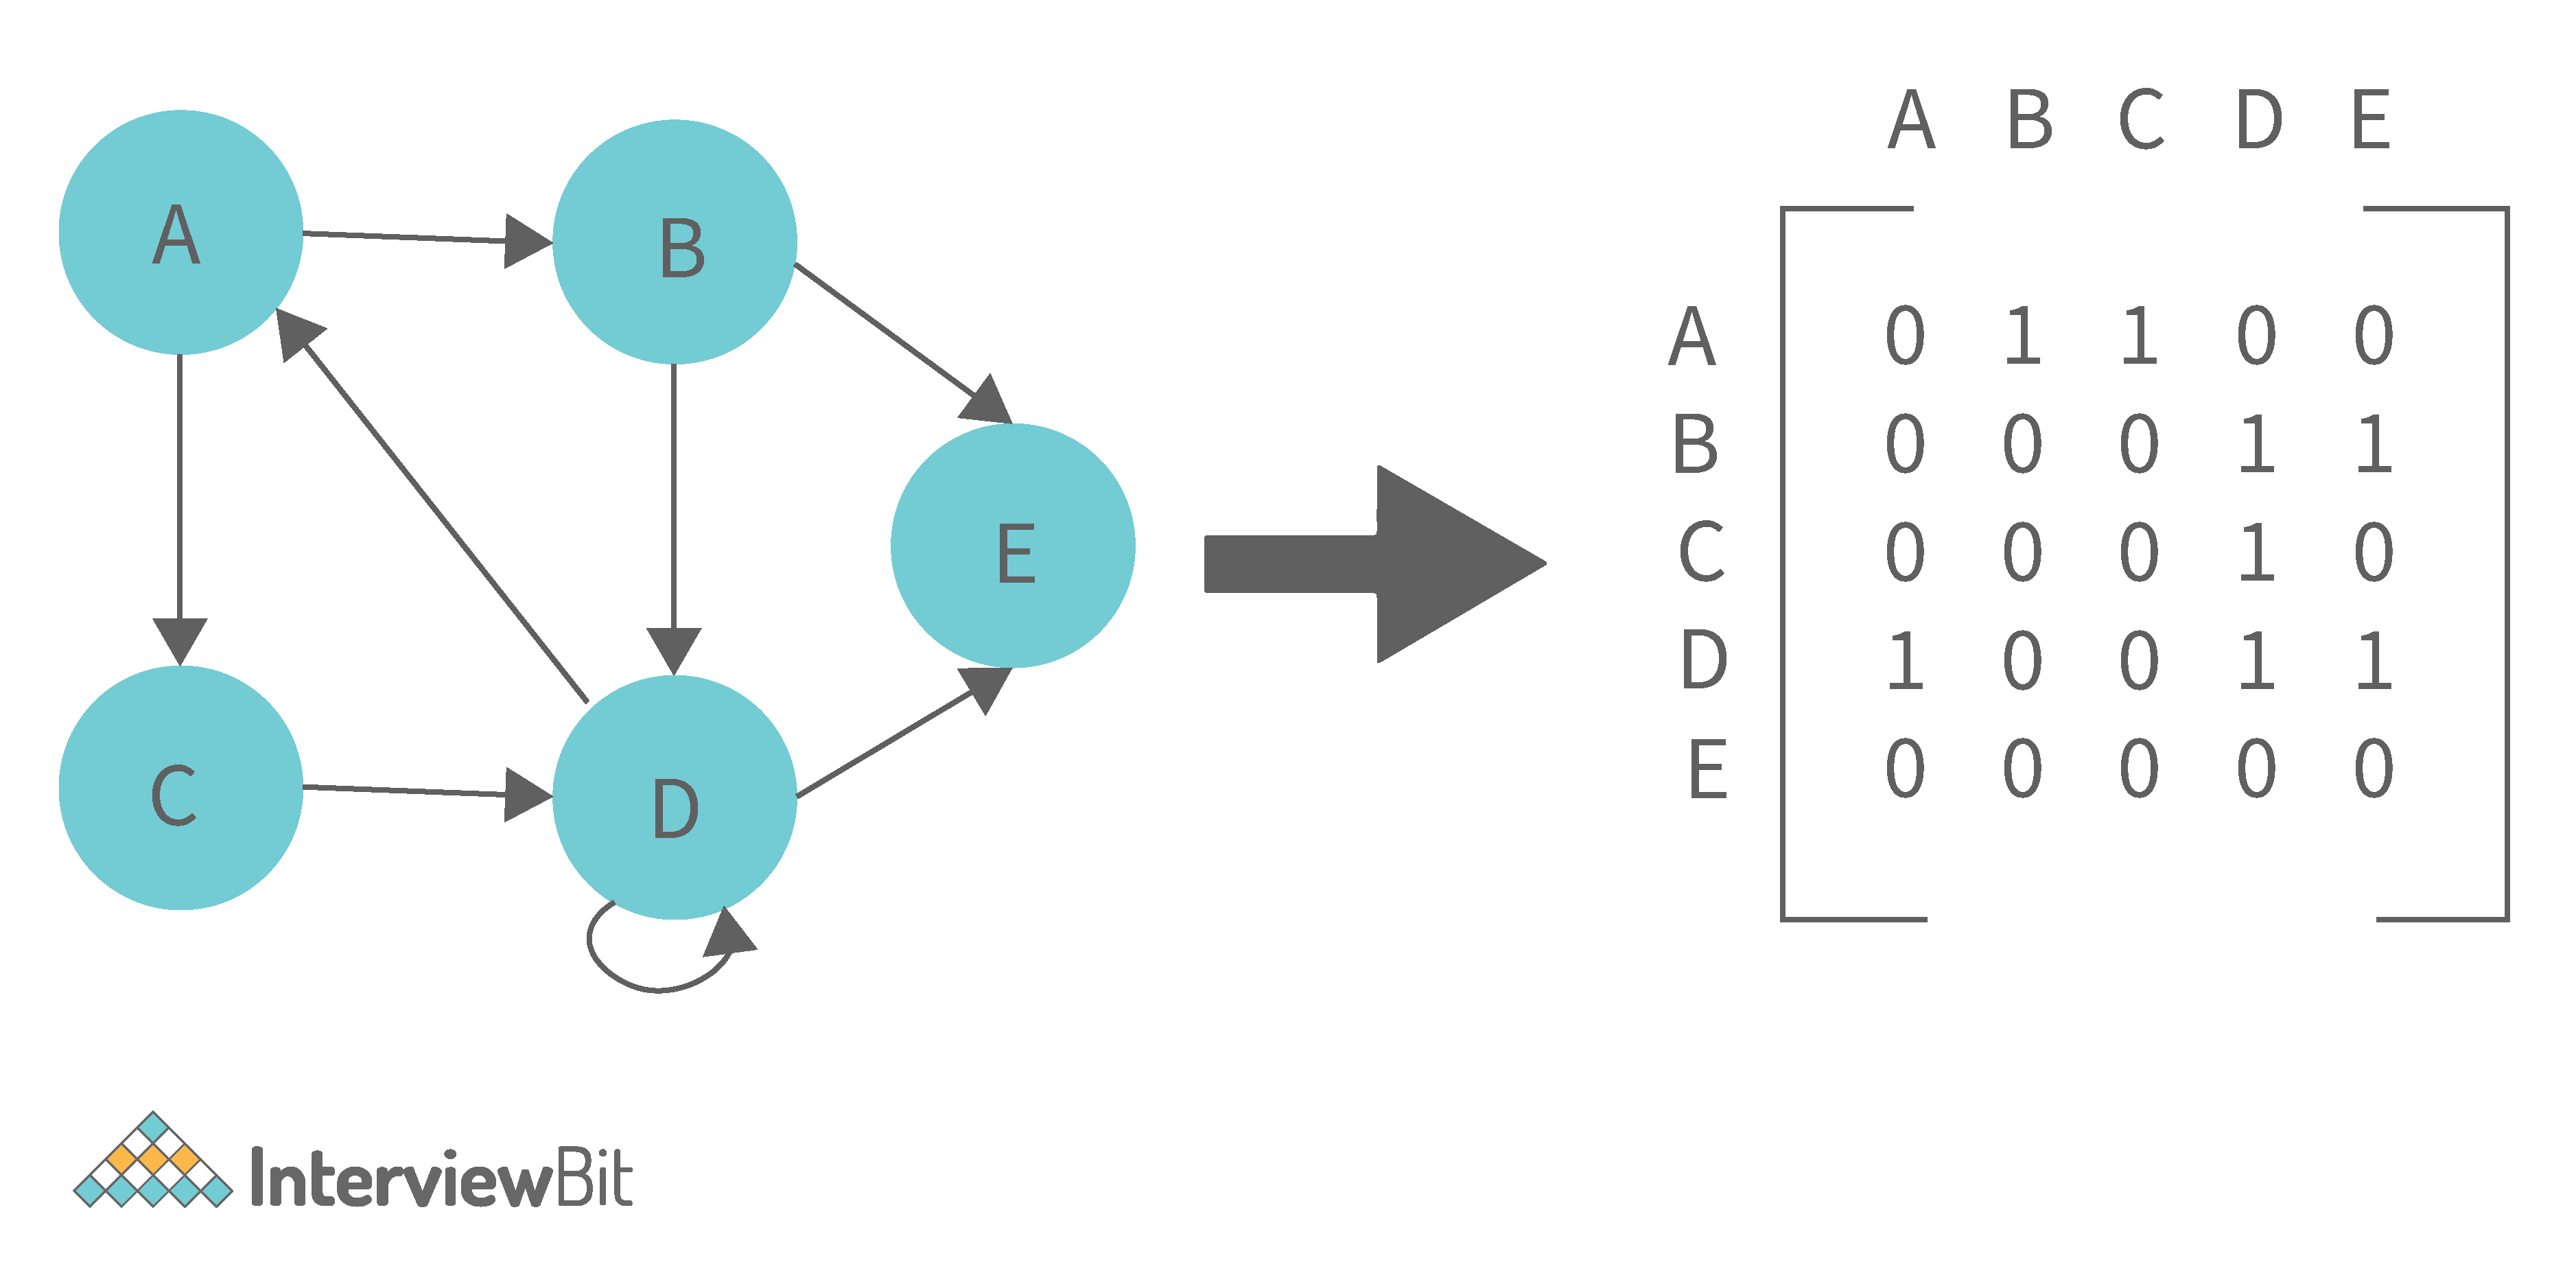 A
B
E
C
D
A B C D E
A 0 1 1 0 0
B 0 0 0 1 1
C 0 0 0 1 0
D 1 0 0 1 1
E 0 0 0 0 0
InterviewBit